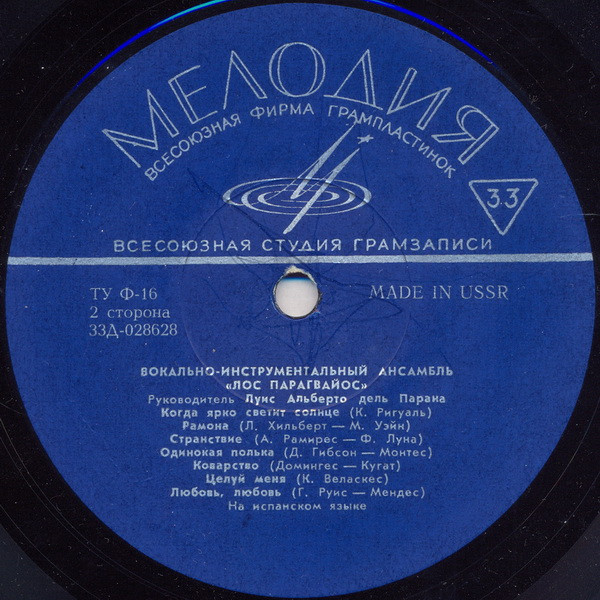 МЕЛОДИЯ
ВСЕСОЮЗНАЯ ФИРМА ГРАМПЛАСТИНОК
33
ВСЕСОЮЗНАЯ СТУДИЯ ГРАМЗАПИСИ
ТУ Ф-16
MADE IN USSR
2 сторона
33Д-028628
ВОКАЛЬНО-ИНСТРУМЕНТАЛЬНЫЙ АНСАМБЛЬ
«ЛОС ПАРАГВАЙОС»
Руководитель Луис Альберто дель Парана
Когда ярко светит солнце (К. Ригуаль)
Рамона (Л. Хильберт — М. Уэйн)
Странствие (А. Рамирес — Ф. Луна)
Одинокая полька (Д. Гибсон — Монтес)
Коварство (Домингес — Кугат)
Целуй меня (К. Веласкес)
Любовь, любовь (Г. Руис — Мендес)
На испанском языке